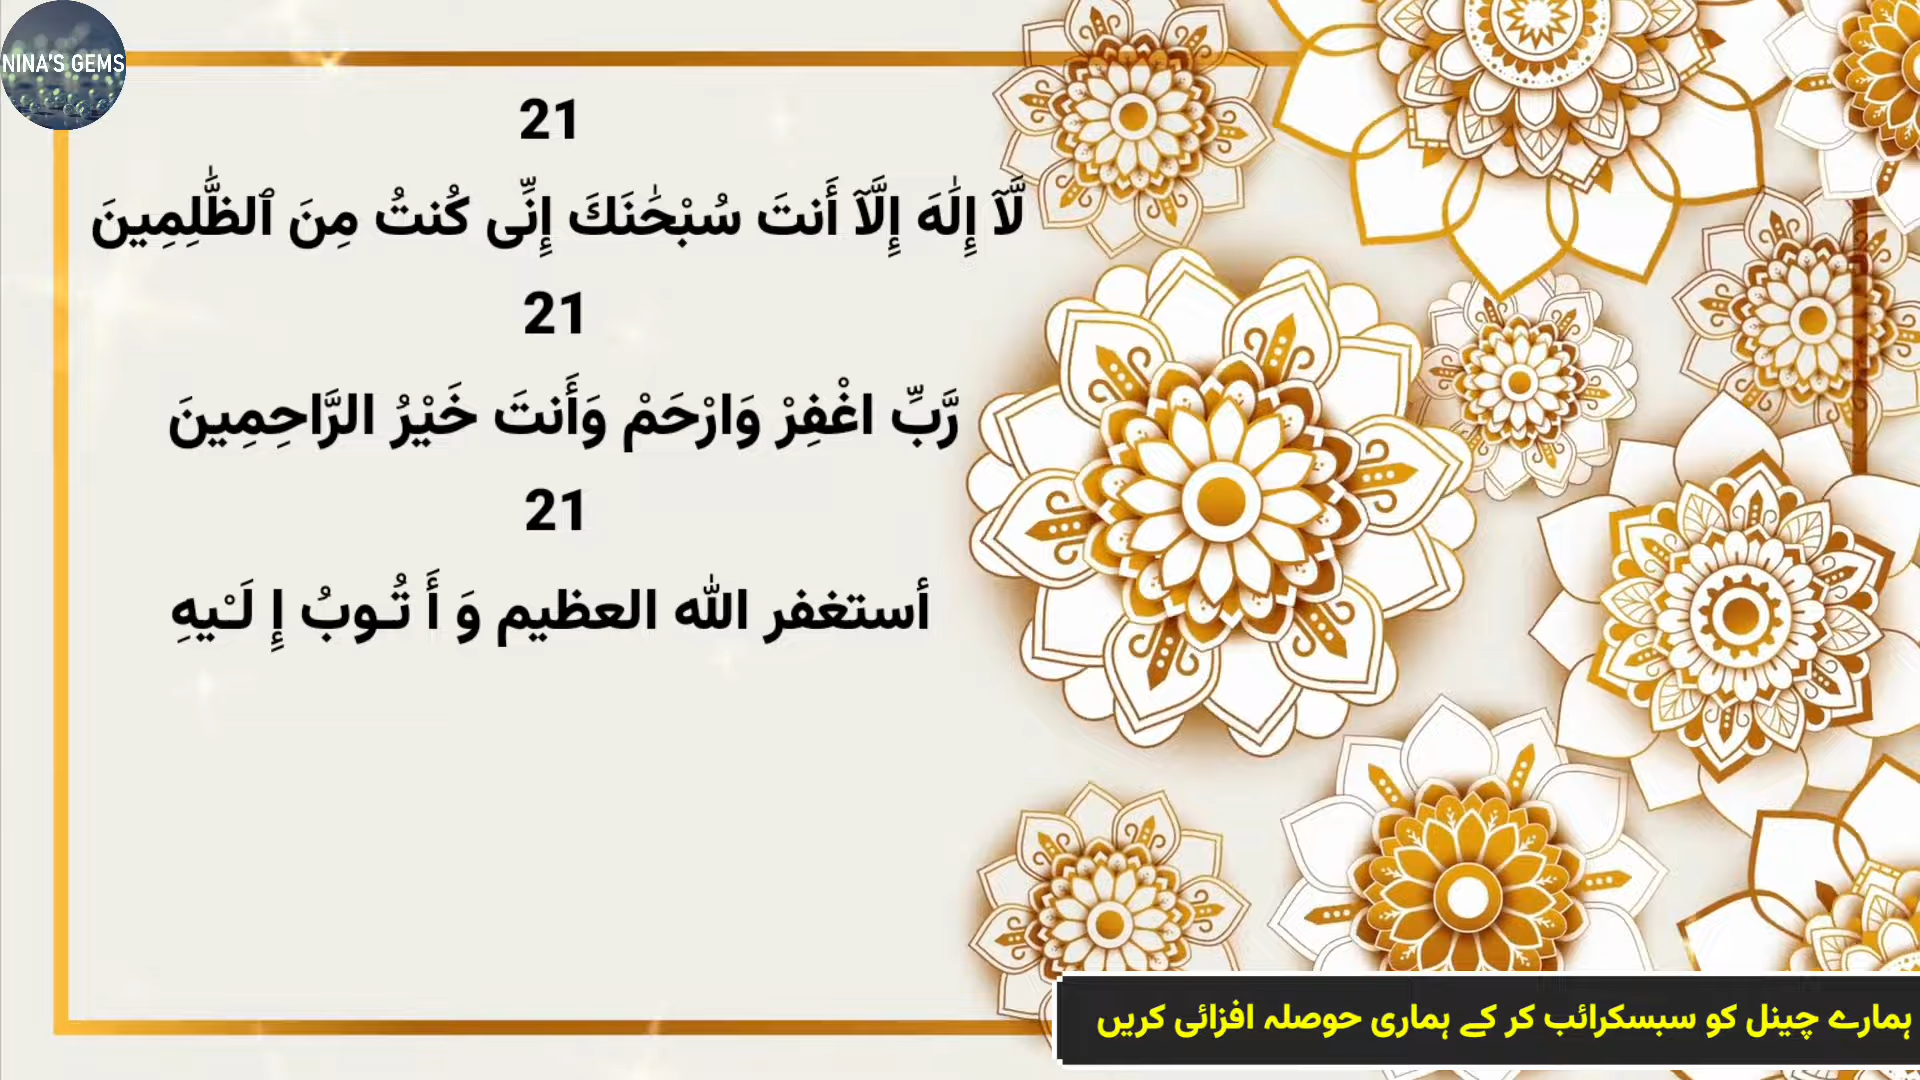 NINA'S GEMS
21
لَّآ إِلَٰهَ إِلَّآ أَنتَ سُبْحَٰنَكَ إِنِّى كُنتُ مِنَ ٱلظَّٰلِمِينَ
21
رَّبِّ اغْفِرْ وَارْحَمْ وَأَنتَ خَيْرُ الرَّاحِمِينَ
21
أستغفر الله العظيم وَ أَ تُـوبُ إِ لَـْيهِ
ہمارے چینل کو سبسکرائب کر کے ہماری حوصلہ افزائی کریں